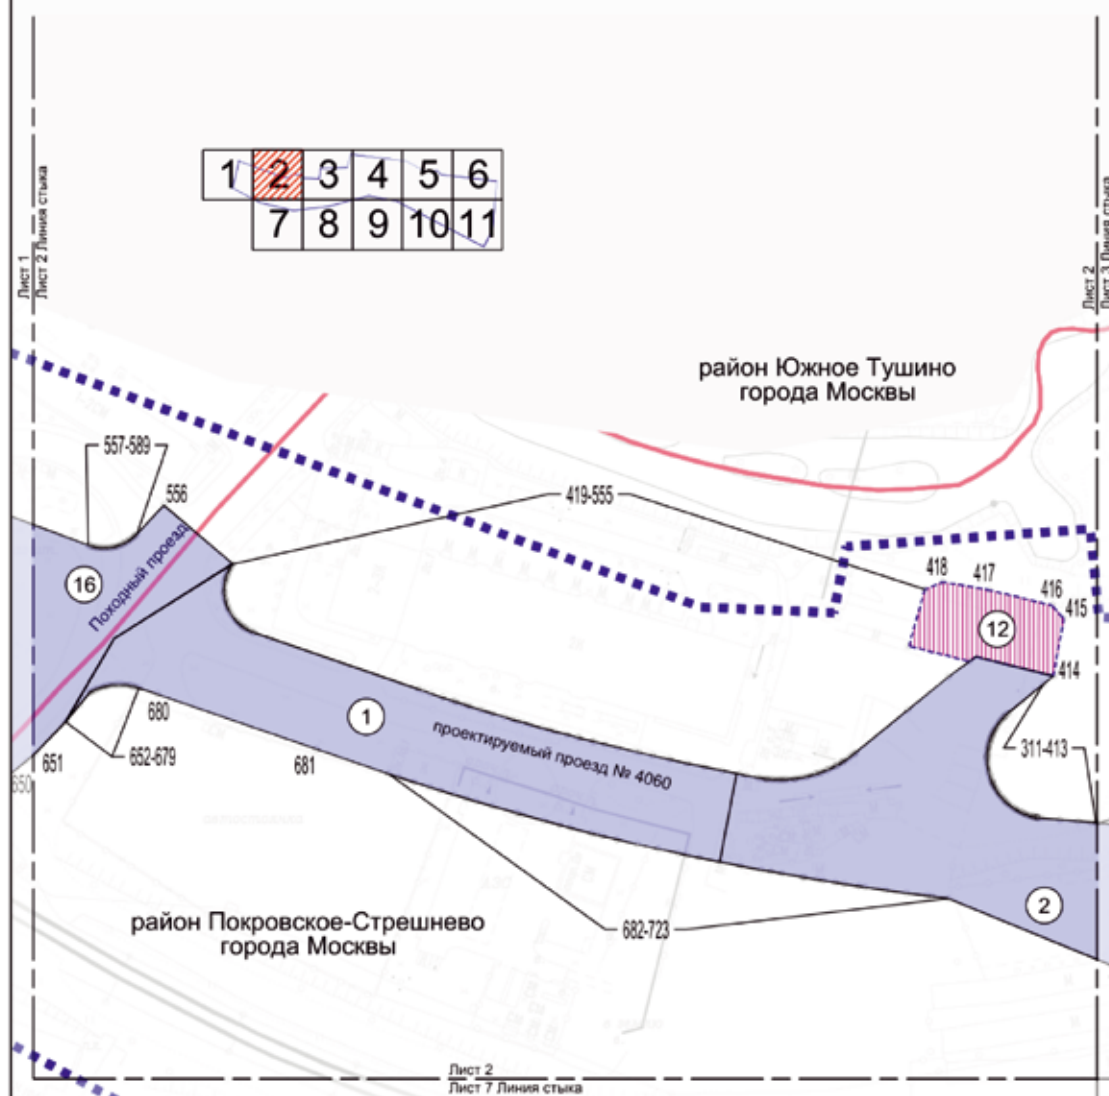 1 2 3 4 5 6
7 8 9 10 11
Лист 1
Лист 2 Линия стыка
Лист 2
Лист 3 Линия стыка
район Южное Тушино
города Москвы
557-589
556
419-555
418
417
416
415
12
414
16
Походный проезд
1
проектируемый проезд № 4060
680
652-679
651
650
681
311-413
2
682-723
район Покровское-Стрешнево
города Москвы
Лист 2
Лист 7 Линия стыка